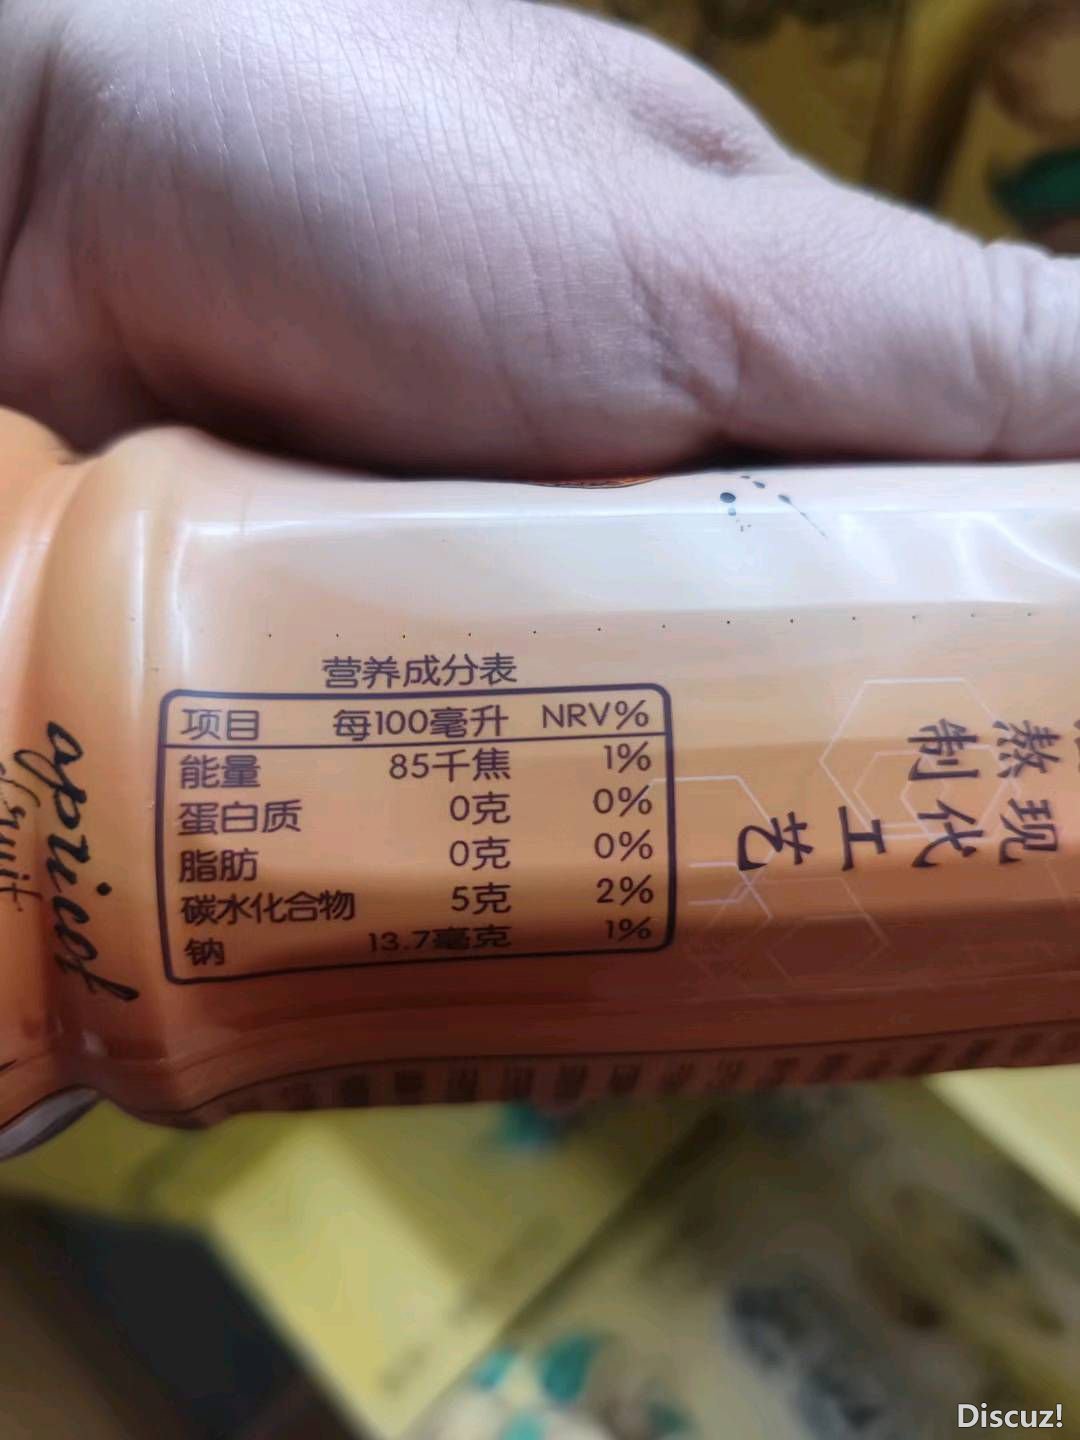 营养成分表
项目 每100毫升 NRV%
能量 85千焦 1%
蛋白质 0克 0%
脂肪 0克 0%
碳水化合物 5克 2%
钠 13.7毫克 1%
熬制
现代工艺
apricot
fruit
Discuz!